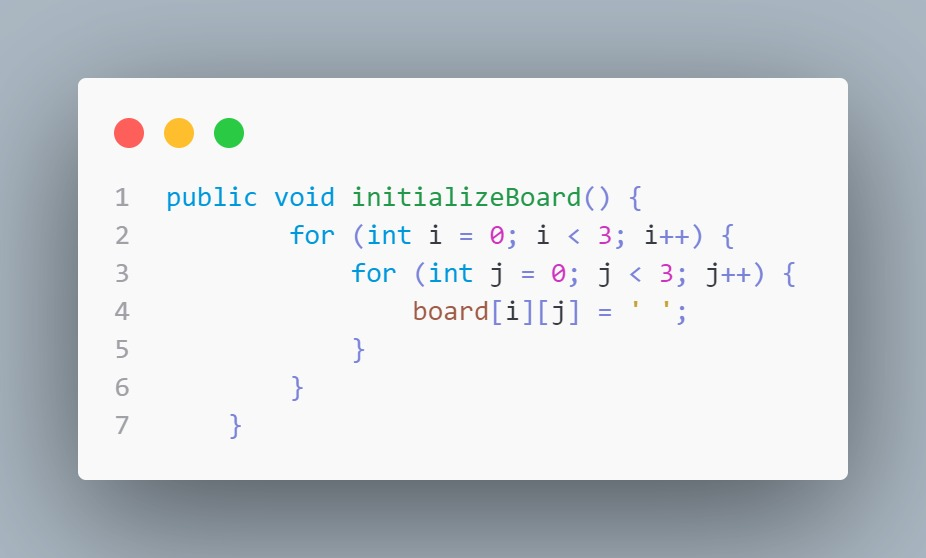 1 public void initializeBoard() {
2         for (int i = 0; i < 3; i++) {
3             for (int j = 0; j < 3; j++) {
4                 board[i][j] = ' ';
5             }
6         }
7     }